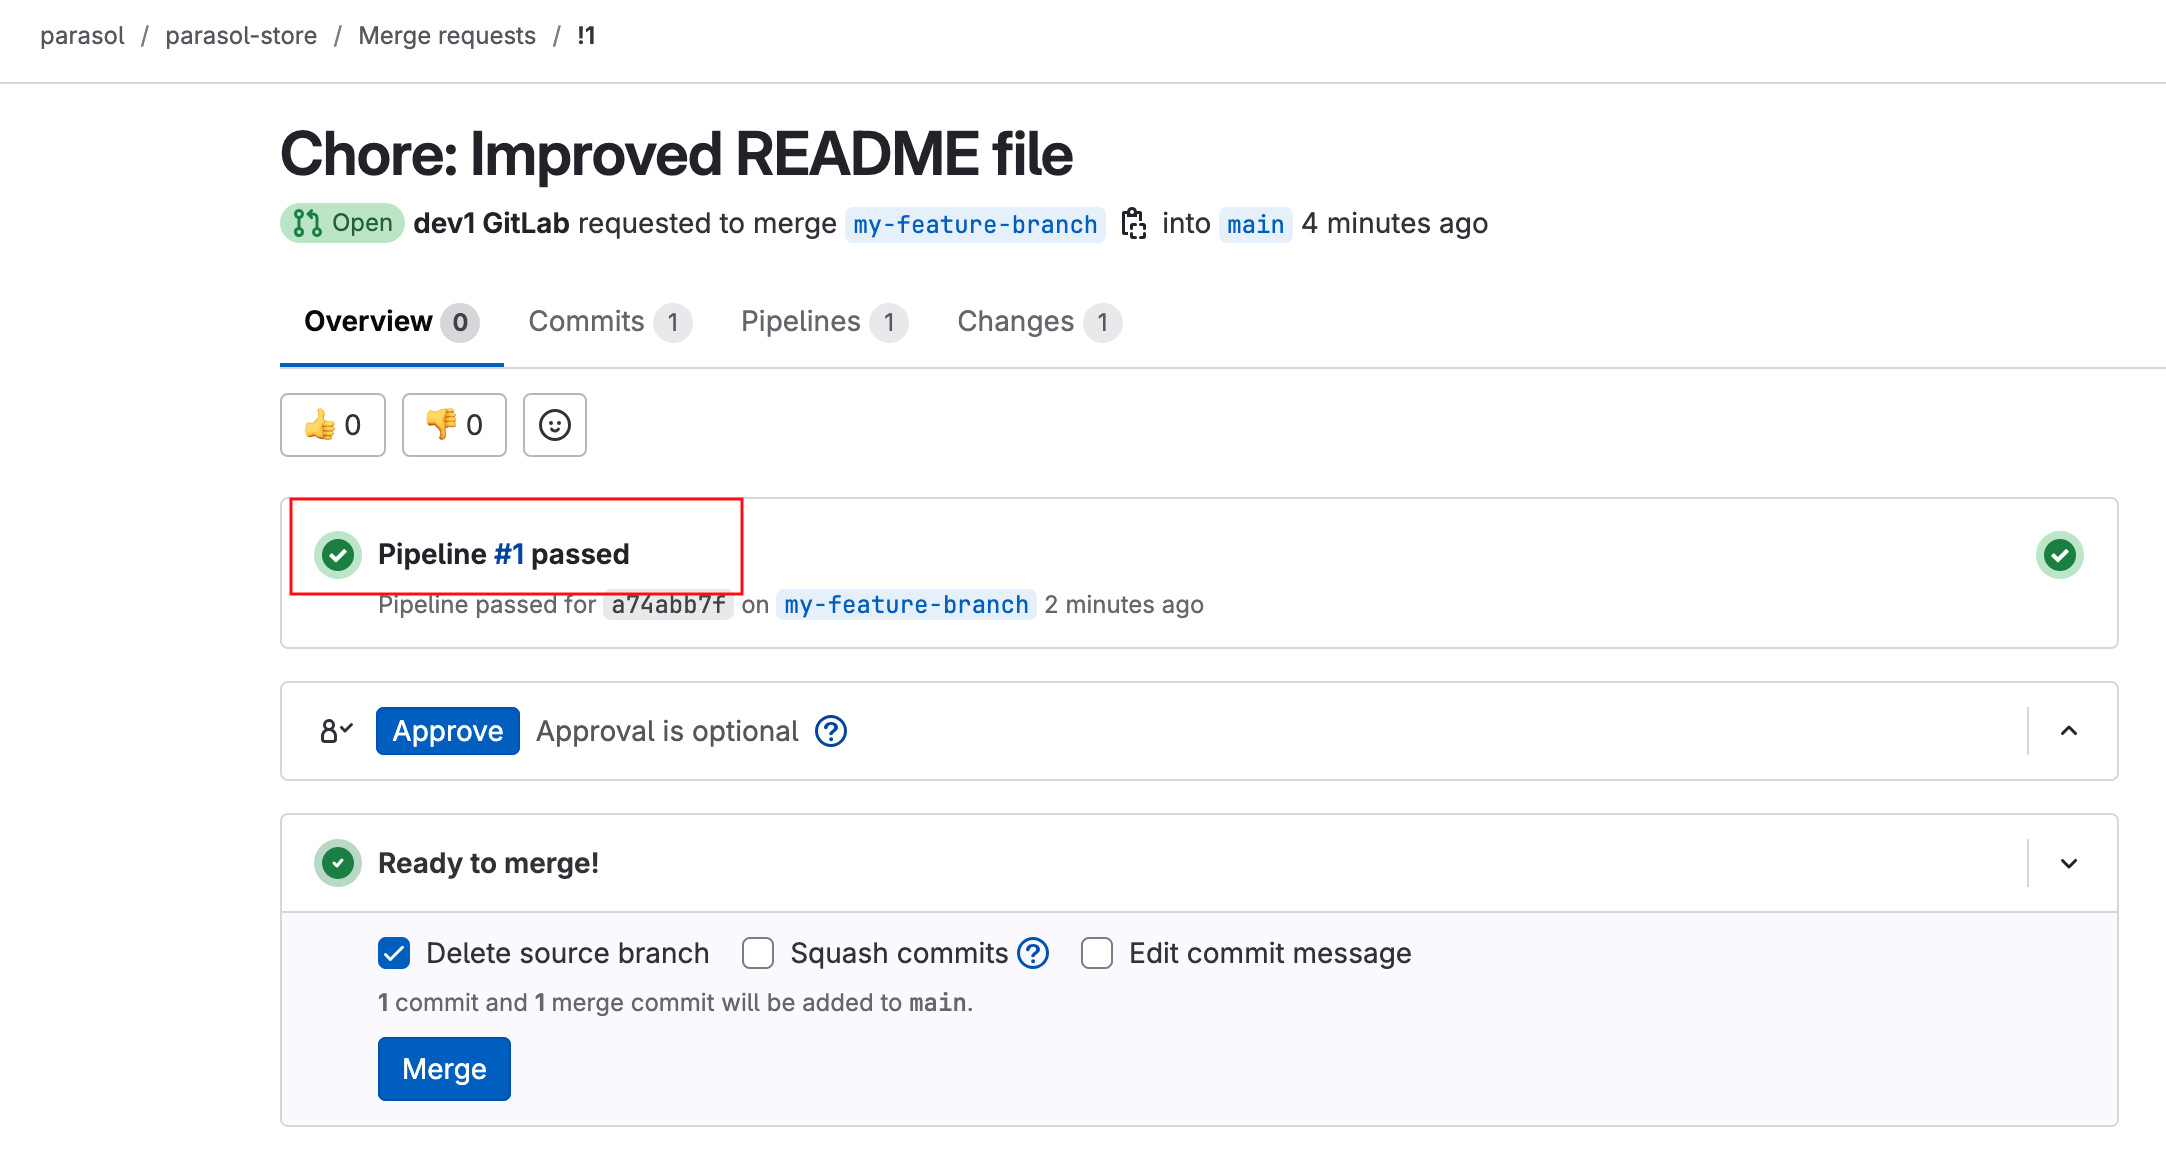 parasol / parasol-store / Merge requests / !1
Chore: Improved README file
Open dev1 GitLab requested to merge my-feature-branch into main 4 minutes ago
Overview 0 Commits 1 Pipelines 1 Changes 1
👍 0 👎 0
Pipeline #1 passed
Pipeline passed for a74abb7f on my-feature-branch 2 minutes ago
Approve Approval is optional ?
Ready to merge!
Delete source branch Squash commits ? Edit commit message
1 commit and 1 merge commit will be added to main.
Merge